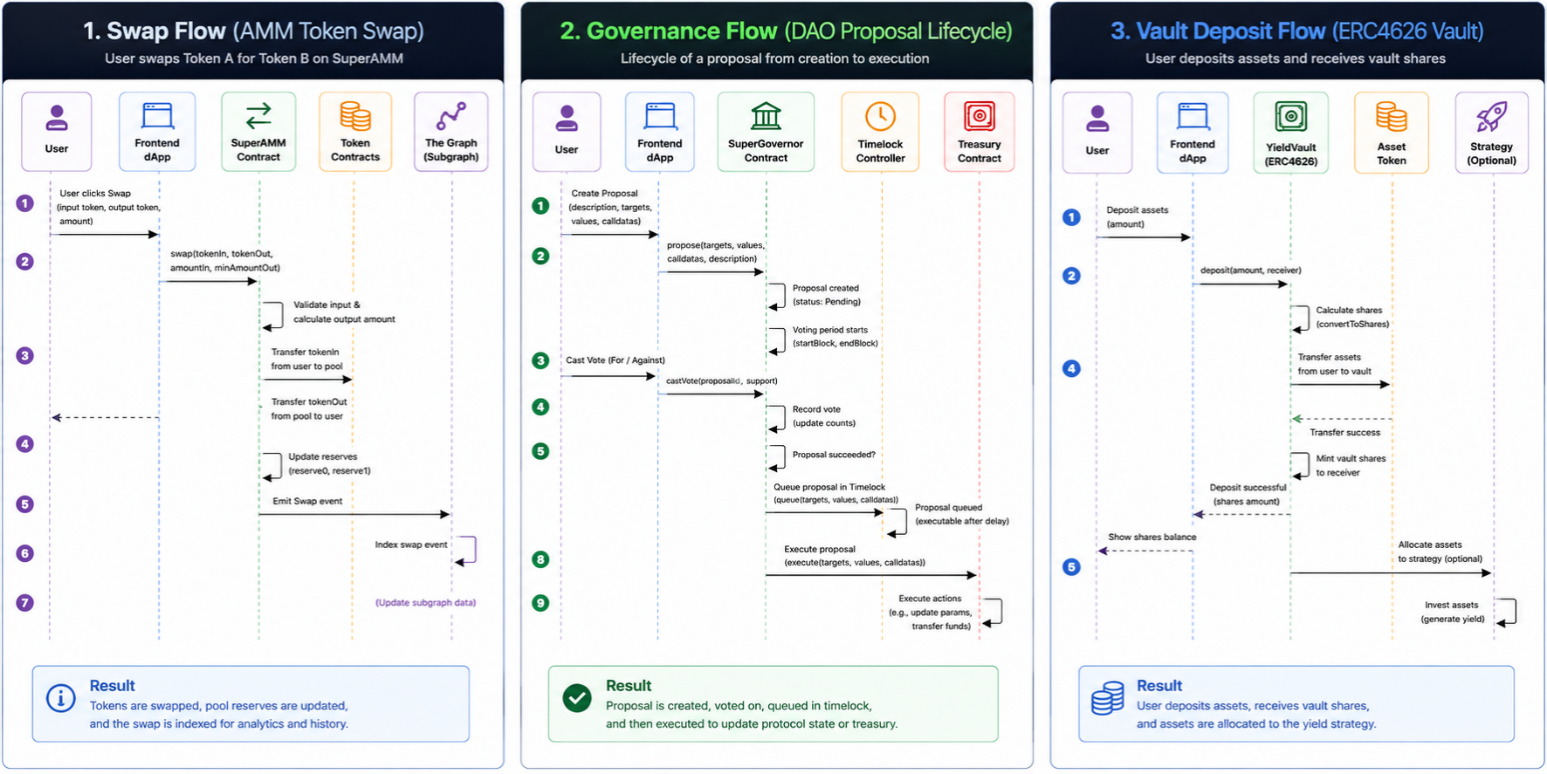 1. Swap Flow (AMM Token Swap)
User swaps Token A for Token B on SuperAMM
User
Frontend
dApp
SuperAMM
Contract
Token
Contracts
The Graph
(Subgraph)
1
User clicks Swap
(input token, output token,
amount)
2
swap(tokenIn, tokenOut,
amountIn, minAmountOut)
Validate input &
calculate output amount
3
Transfer tokenIn
from user to pool
Transfer tokenOut
from pool to user
4
Update reserves
(reserve0, reserve1)
5
Emit Swap event
6
Index swap event
7
(Update subgraph data)
Result
Tokens are swapped, pool reserves are updated,
and the swap is indexed for analytics and history.
2. Governance Flow (DAO Proposal Lifecycle)
Lifecycle of a proposal from creation to execution
User
Frontend
dApp
SuperGovernor
Contract
Timelock
Controller
Treasury
Contract
1
Create Proposal
(description, targets,
values, calldatas)
2
propose(targets, values,
calldatas, description)
Proposal created
(status: Pending)
Voting period starts
(startBlock, endBlock)
3
Cast Vote (For / Against)
castVote(proposalId, support)
4
Record vote
(update counts)
5
Proposal succeeded?
Queue proposal in Timelock
(queue(targets, values, calldatas))
Proposal queued
(executable after delay)
8
Execute proposal
(execute(targets, values, calldatas))
9
Execute actions
(e.g., update params,
transfer funds)
Result
Proposal is created, voted on, queued in timelock,
and then executed to update protocol state or treasury.
3. Vault Deposit Flow (ERC4626 Vault)
User deposits assets and receives vault shares
User
Frontend
dApp
YieldVault
(ERC4626)
Asset
Token
Strategy
(Optional)
1
Deposit assets
(amount)
2
deposit(amount, receiver)
Calculate shares
(convertToShares)
4
Transfer assets
from user to vault
Transfer success
Mint vault shares
to receiver
Deposit successful
(shares amount)
Show shares balance
5
Allocate assets
to strategy (optional)
Invest assets
(generate yield)
Result
User deposits assets, receives vault shares,
and assets are allocated to the yield strategy.